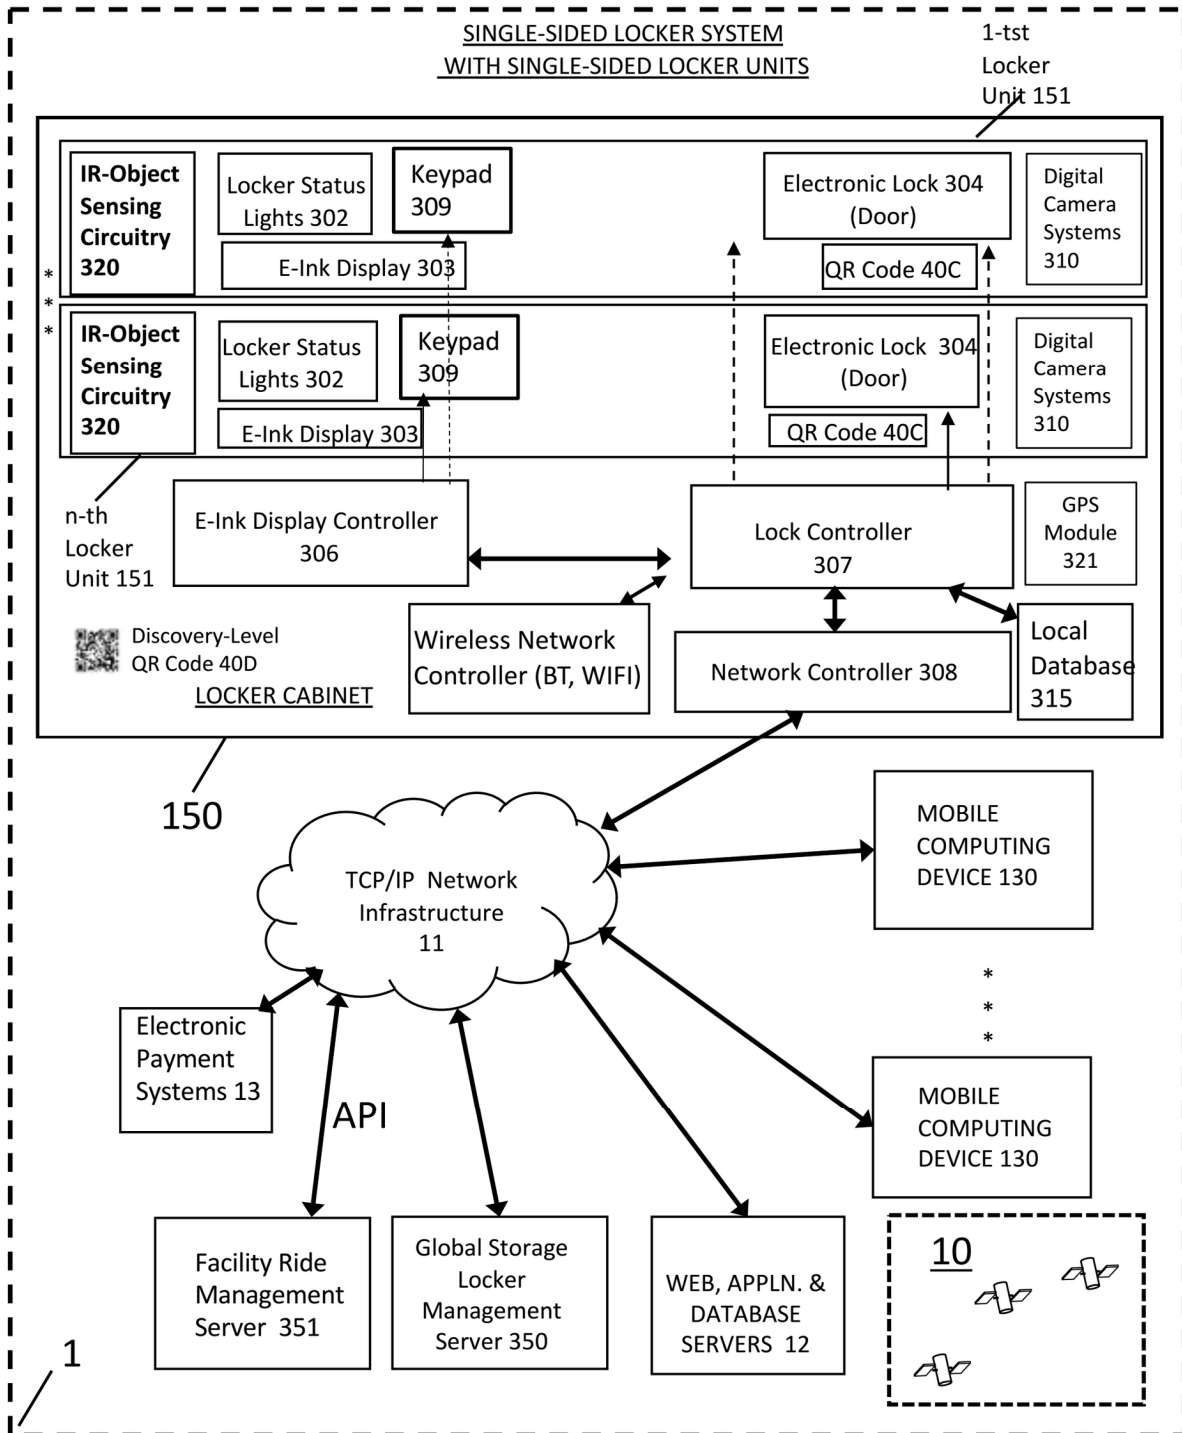 SINGLE-SIDED LOCKER SYSTEM
WITH SINGLE-SIDED LOCKER UNITS
1-tst
Locker
Unit 151
IR-Object
Sensing
Circuitry
320
Locker Status
Lights 302
Keypad
309
E-Ink Display 303
Electronic Lock 304
(Door)
QR Code 40C
Digital
Camera
Systems
310
*
*
*
IR-Object
Sensing
Circuitry
320
Locker Status
Lights 302
Keypad
309
E-Ink Display 303
Electronic Lock 304
(Door)
QR Code 40C
Digital
Camera
Systems
310
n-th
Locker
Unit 151
E-Ink Display Controller
306
Lock Controller
307
GPS
Module
321
Discovery-Level
QR Code 40D
LOCKER CABINET
Wireless Network
Controller (BT, WIFI)
Network Controller 308
Local
Database
315
150
TCP/IP Network
Infrastructure
11
MOBILE
COMPUTING
DEVICE 130
*
*
*
MOBILE
COMPUTING
DEVICE 130
Electronic
Payment
Systems 13
API
Facility Ride
Management
Server 351
Global Storage
Locker
Management
Server 350
WEB, APPLN. &
DATABASE
SERVERS 12
10
1